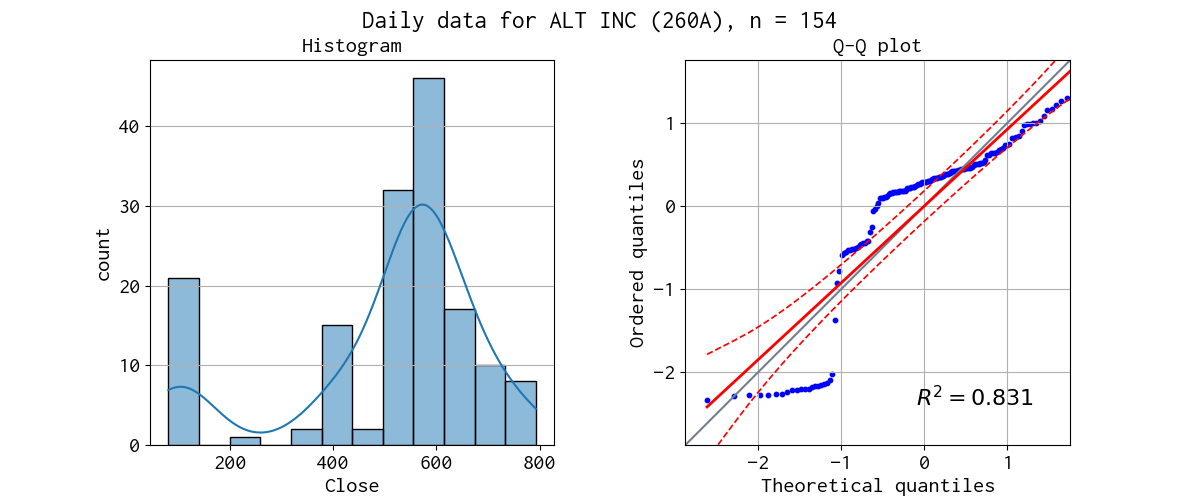 Daily data for ALT INC (260A), n = 154
Histogram
count
40
30
20
10
0
200 400 600 800
Close
Q-Q plot
Ordered quantiles
1
0
−1
−2
R² = 0.831
−2 −1 0 1
Theoretical quantiles